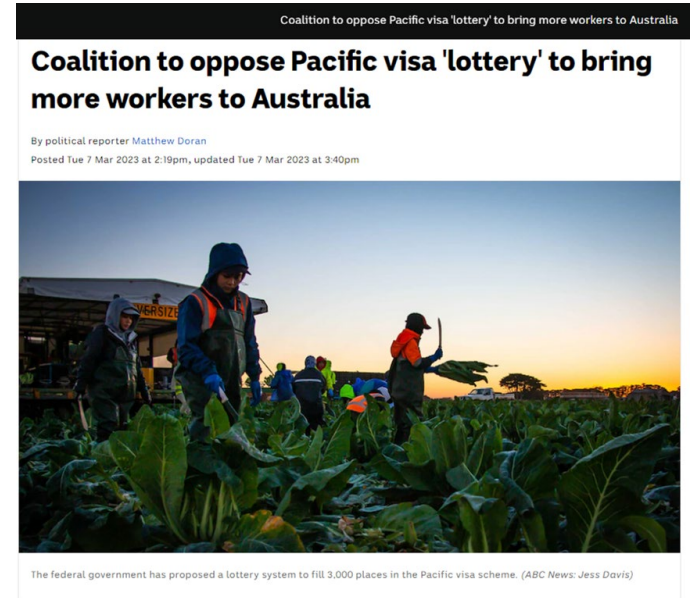 Coalition to oppose Pacific visa 'lottery' to bring more workers to Australia
Coalition to oppose Pacific visa 'lottery' to bring
more workers to Australia
By political reporter Matthew Doran
Posted Tue 7 Mar 2023 at 2:19pm, updated Tue 7 Mar 2023 at 3:40pm
VERSIZE
The federal government has proposed a lottery system to fill 3,000 places in the Pacific visa scheme. (ABC News: Jess Davis)